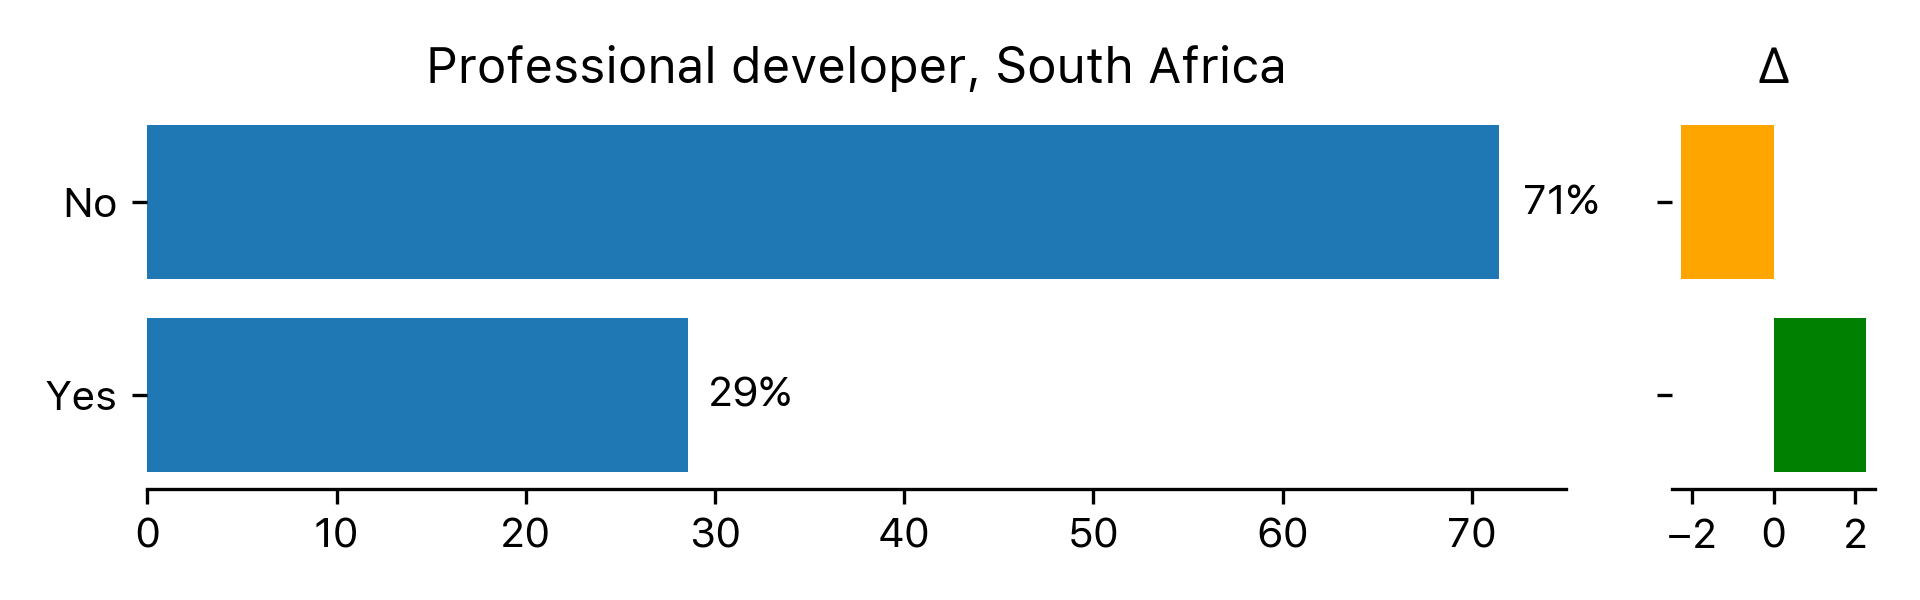 Professional developer, South Africa
Δ
No
71%
Yes
29%
0 10 20 30 40 50 60 70
−2 0 2